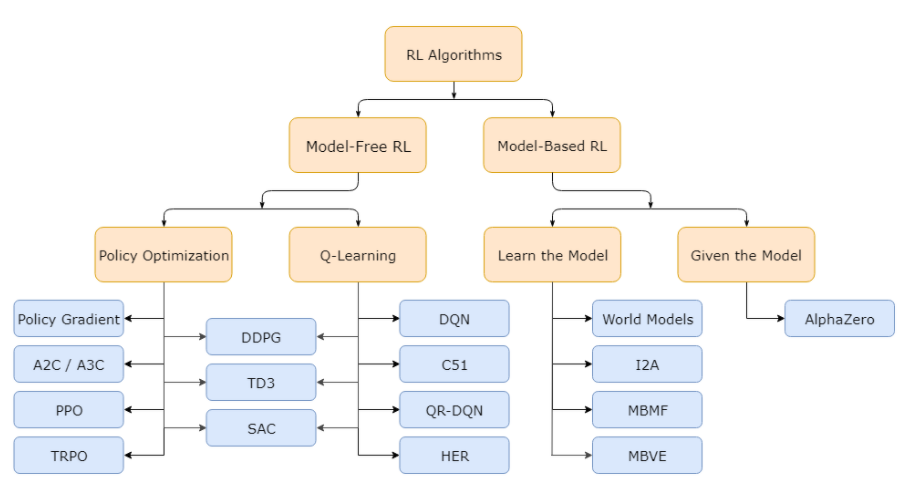 RL Algorithms
Model-Free RL
Model-Based RL
Policy Optimization
Q-Learning
Learn the Model
Given the Model
Policy Gradient
A2C / A3C
PPO
TRPO
DDPG
TD3
SAC
DQN
C51
QR-DQN
HER
World Models
I2A
MBMF
MBVE
AlphaZero